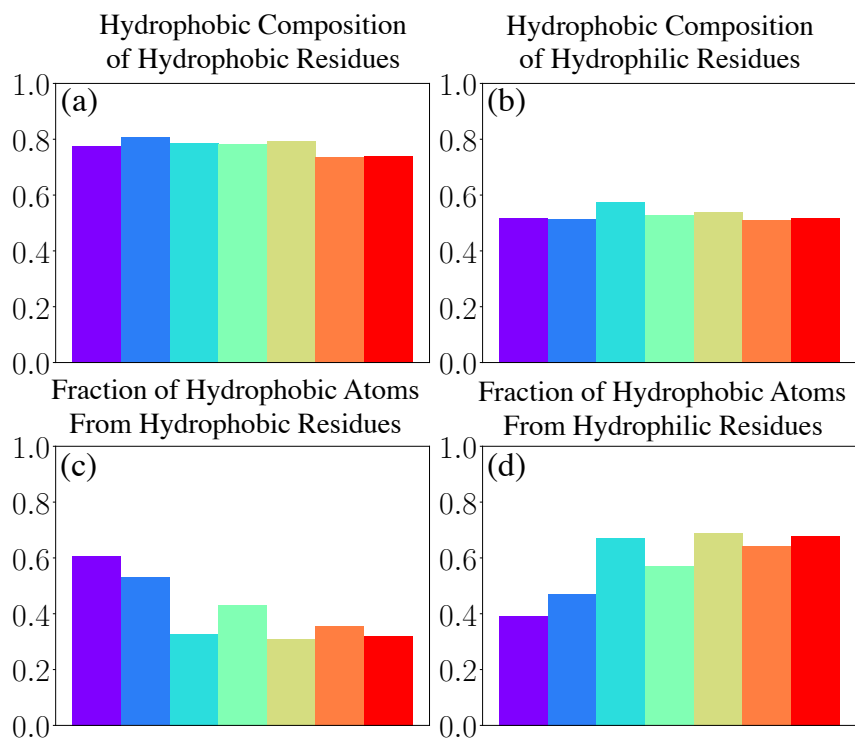 Hydrophobic Composition
of Hydrophobic Residues
Hydrophobic Composition
of Hydrophilic Residues
(a)
1.0
0.8
0.6
0.4
0.2
0.0
(b)
1.0
0.8
0.6
0.4
0.2
0.0
Fraction of Hydrophobic Atoms
From Hydrophobic Residues
Fraction of Hydrophobic Atoms
From Hydrophilic Residues
(c)
1.0
0.8
0.6
0.4
0.2
0.0
(d)
1.0
0.8
0.6
0.4
0.2
0.0